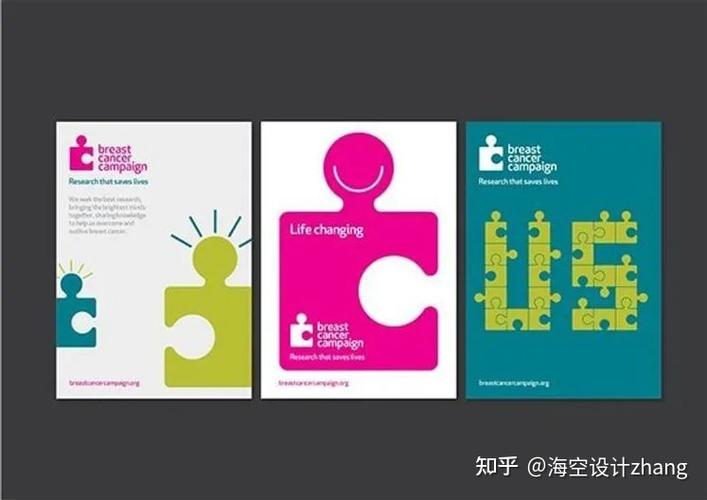 breast
cancer
campaign
Research that saves lives
We seek the best research,
bringing the brightest minds
together, sharing knowledge
to help us overcome and
outlive breast cancer.
breastcancercampaign.org
Life changing
breast
cancer
campaign
Research that saves lives
breastcancercampaign.org
breast
cancer
campaign
Research that saves lives
US
breastcancercampaign.org
知乎 @海空设计zhang